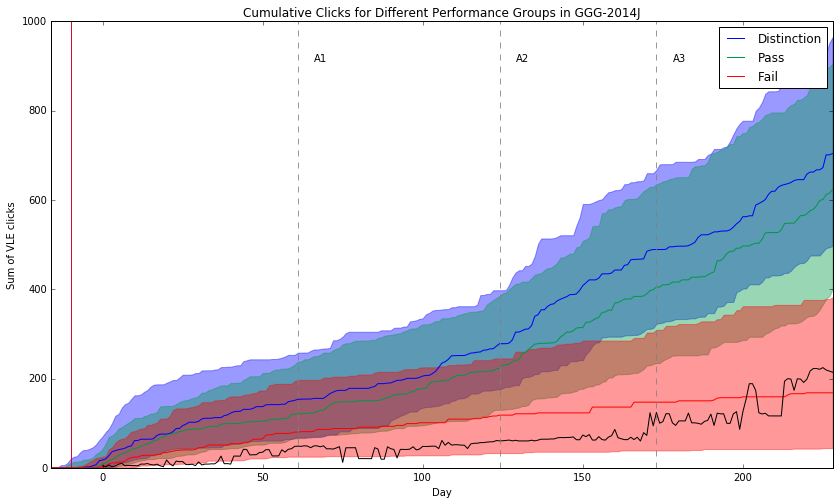 Cumulative Clicks for Different Performance Groups in GGG-2014J
1000
800
600
400
200
0
Sum of VLE clicks
A1
A2
A3
Distinction
Pass
Fail
0
50
100
150
200
Day